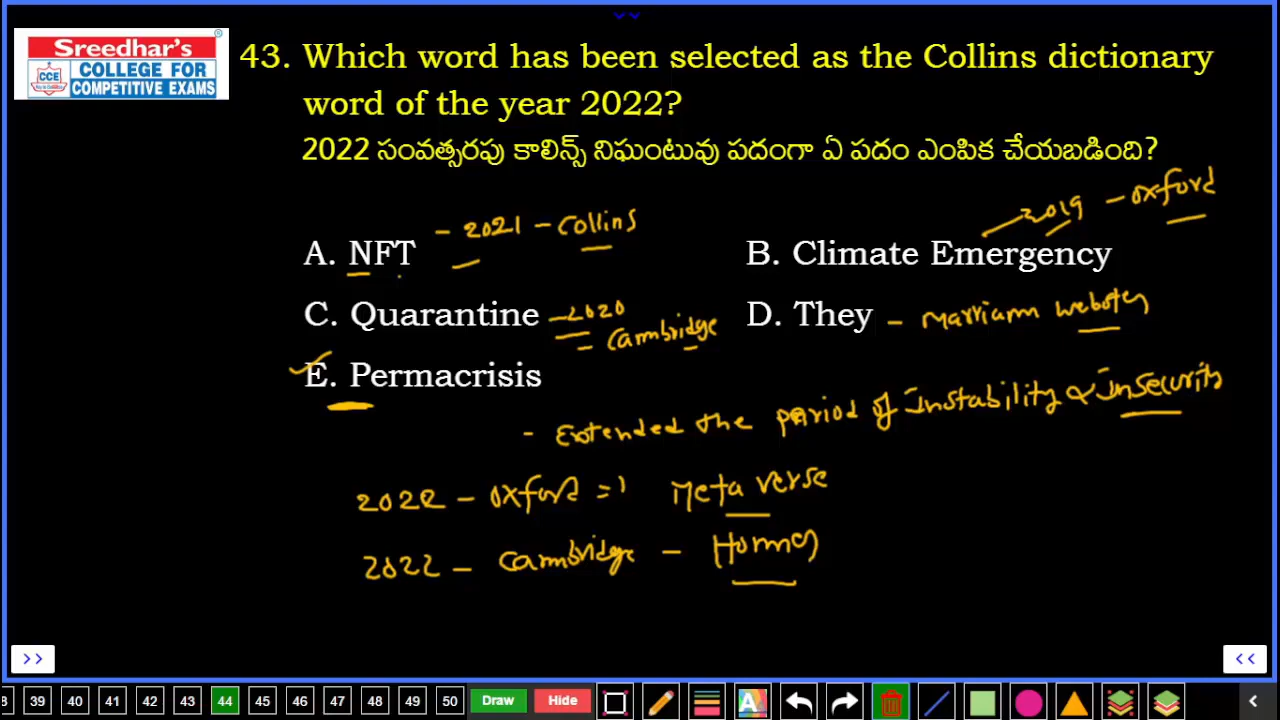 Sreedhar's
CCE
COLLEGE FOR
COMPETITIVE EXAMS
43. Which word has been selected as the Collins dictionary
word of the year 2022?
2022 సంవత్సరపు కాలిన్స్ నిఘంటువు పదంగా ఏ పదం ఎంపిక చేయబడింది?
2019 - Oxford
- 2021 - Collins
A. NFT
B. Climate Emergency
C. Quarantine - 2020
- Cambridge
D. They - Marriam webster
E. Permacrisis
- Extended the period of Instability & Insecurity
2022 - Oxford => Meta verse
2022 - Cambridge - Homer
>>
<<
8 39 40 41 42 43 44 45 46 47 48 49 50 Draw Hide